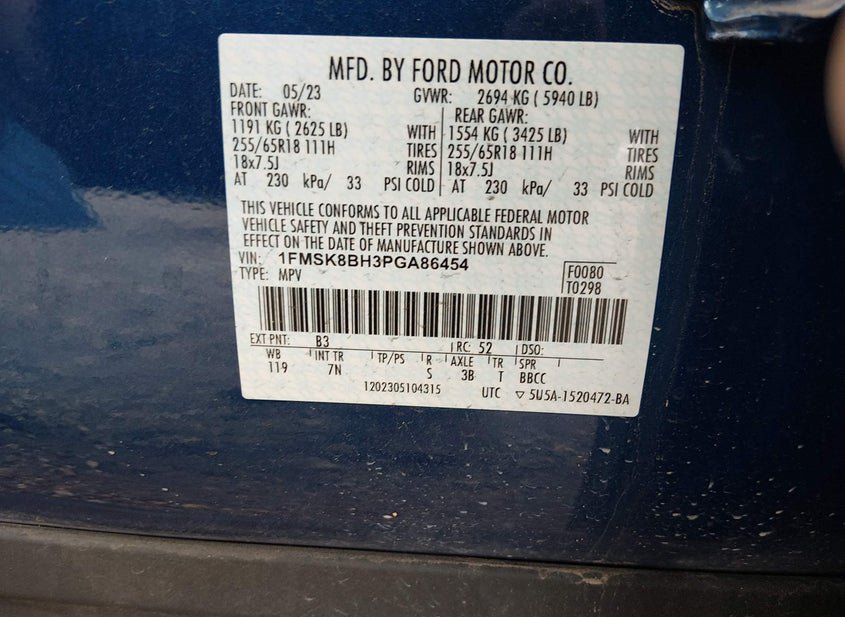 MFD. BY FORD MOTOR CO.
DATE: 05/23 GVWR: 2694 KG ( 5940 LB)
FRONT GAWR: REAR GAWR:
1191 KG ( 2625 LB) WITH 1554 KG ( 3425 LB) WITH
255/65R18 111H TIRES 255/65R18 111H TIRES
18x7.5J RIMS 18x7.5J RIMS
AT 230 kPa/ 33 PSI COLD AT 230 kPa/ 33 PSI COLD
THIS VEHICLE CONFORMS TO ALL APPLICABLE FEDERAL MOTOR
VEHICLE SAFETY AND THEFT PREVENTION STANDARDS IN
EFFECT ON THE DATE OF MANUFACTURE SHOWN ABOVE.
VIN: 1FMSK8BH3PGA86454 F0080
TYPE: MPV T0298
EXT PNT: B3 RC: 52 DSO:
WB INT TR TP/PS R AXLE TR SPR
119 7N S 3B T BBCC
1202305104315 UTC ▽ 5U5A-1520472-BA